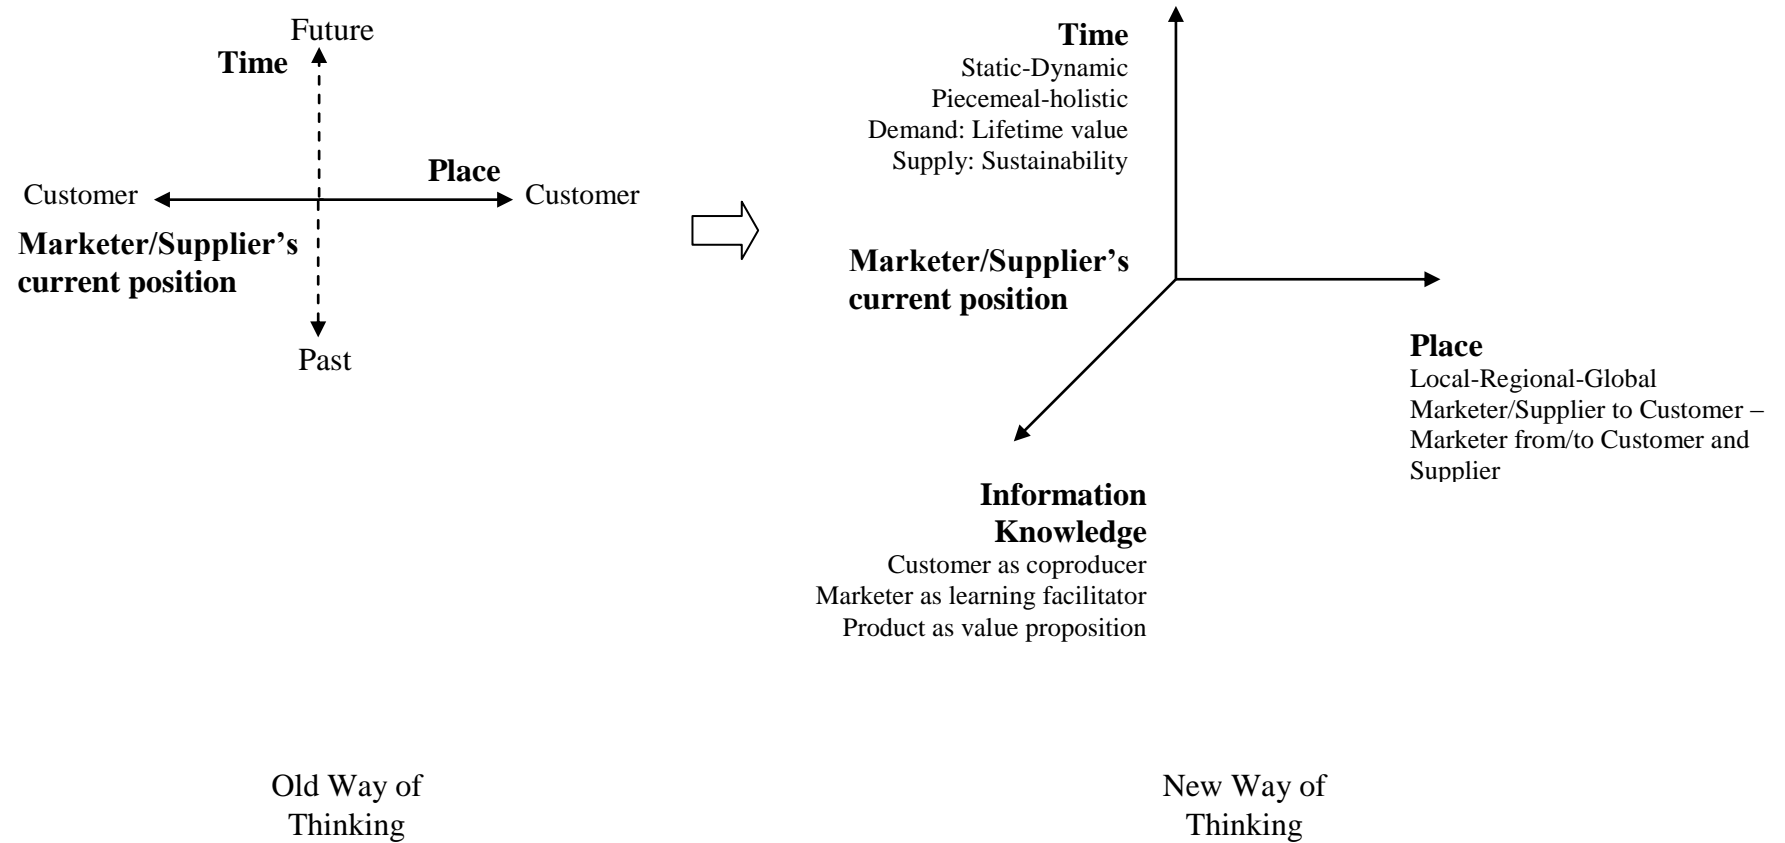 Future
Time
Place
Customer
Customer
Marketer/Supplier’s
current position
Past
Old Way of
Thinking
Time
Static-Dynamic
Piecemeal-holistic
Demand: Lifetime value
Supply: Sustainability
Marketer/Supplier’s
current position
Place
Local-Regional-Global
Marketer/Supplier to Customer –
Marketer from/to Customer and
Supplier
Information
Knowledge
Customer as coproducer
Marketer as learning facilitator
Product as value proposition
New Way of
Thinking